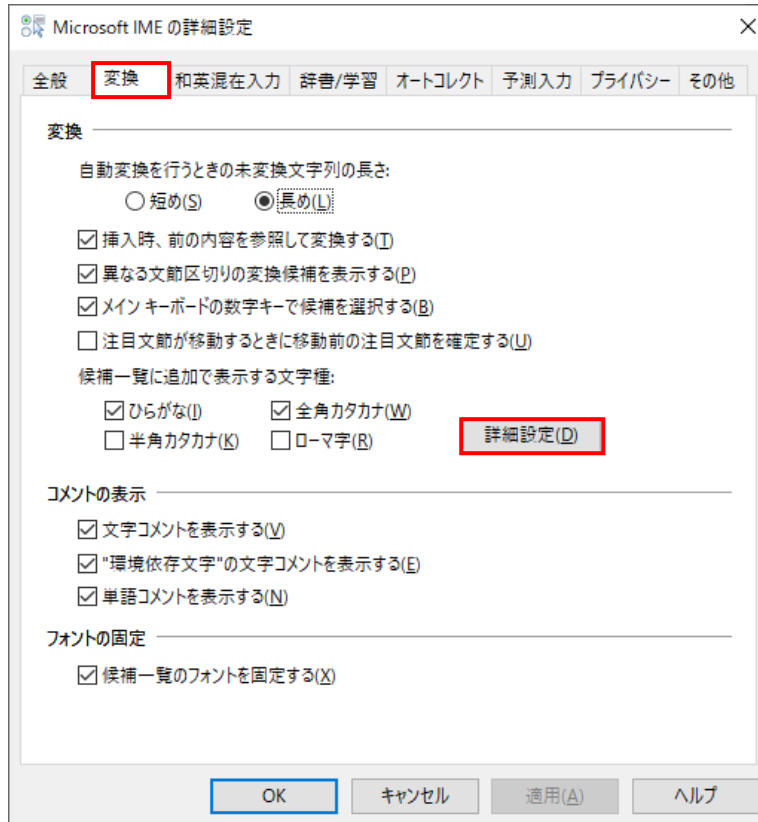 Microsoft IME の詳細設定
全般 変換 和英混在入力 辞書/学習 オートコレクト 予測入力 プライバシー その他
変換
自動変換を行うときの未変換文字列の長さ:
短め(S) 長め(L)
挿入時、前の内容を参照して変換する(T)
異なる文節区切りの変換候補を表示する(P)
メイン キーボードの数字キーで候補を選択する(B)
注目文節が移動するときに移動前の注目文節を確定する(U)
候補一覧に追加で表示する文字種:
ひらがな(I) 全角カタカナ(W)
半角カタカナ(K) ローマ字(R) 詳細設定(D)
コメントの表示
文字コメントを表示する(V)
"環境依存文字"の文字コメントを表示する(E)
単語コメントを表示する(N)
フォントの固定
候補一覧のフォントを固定する(X)
OK キャンセル 適用(A) ヘルプ